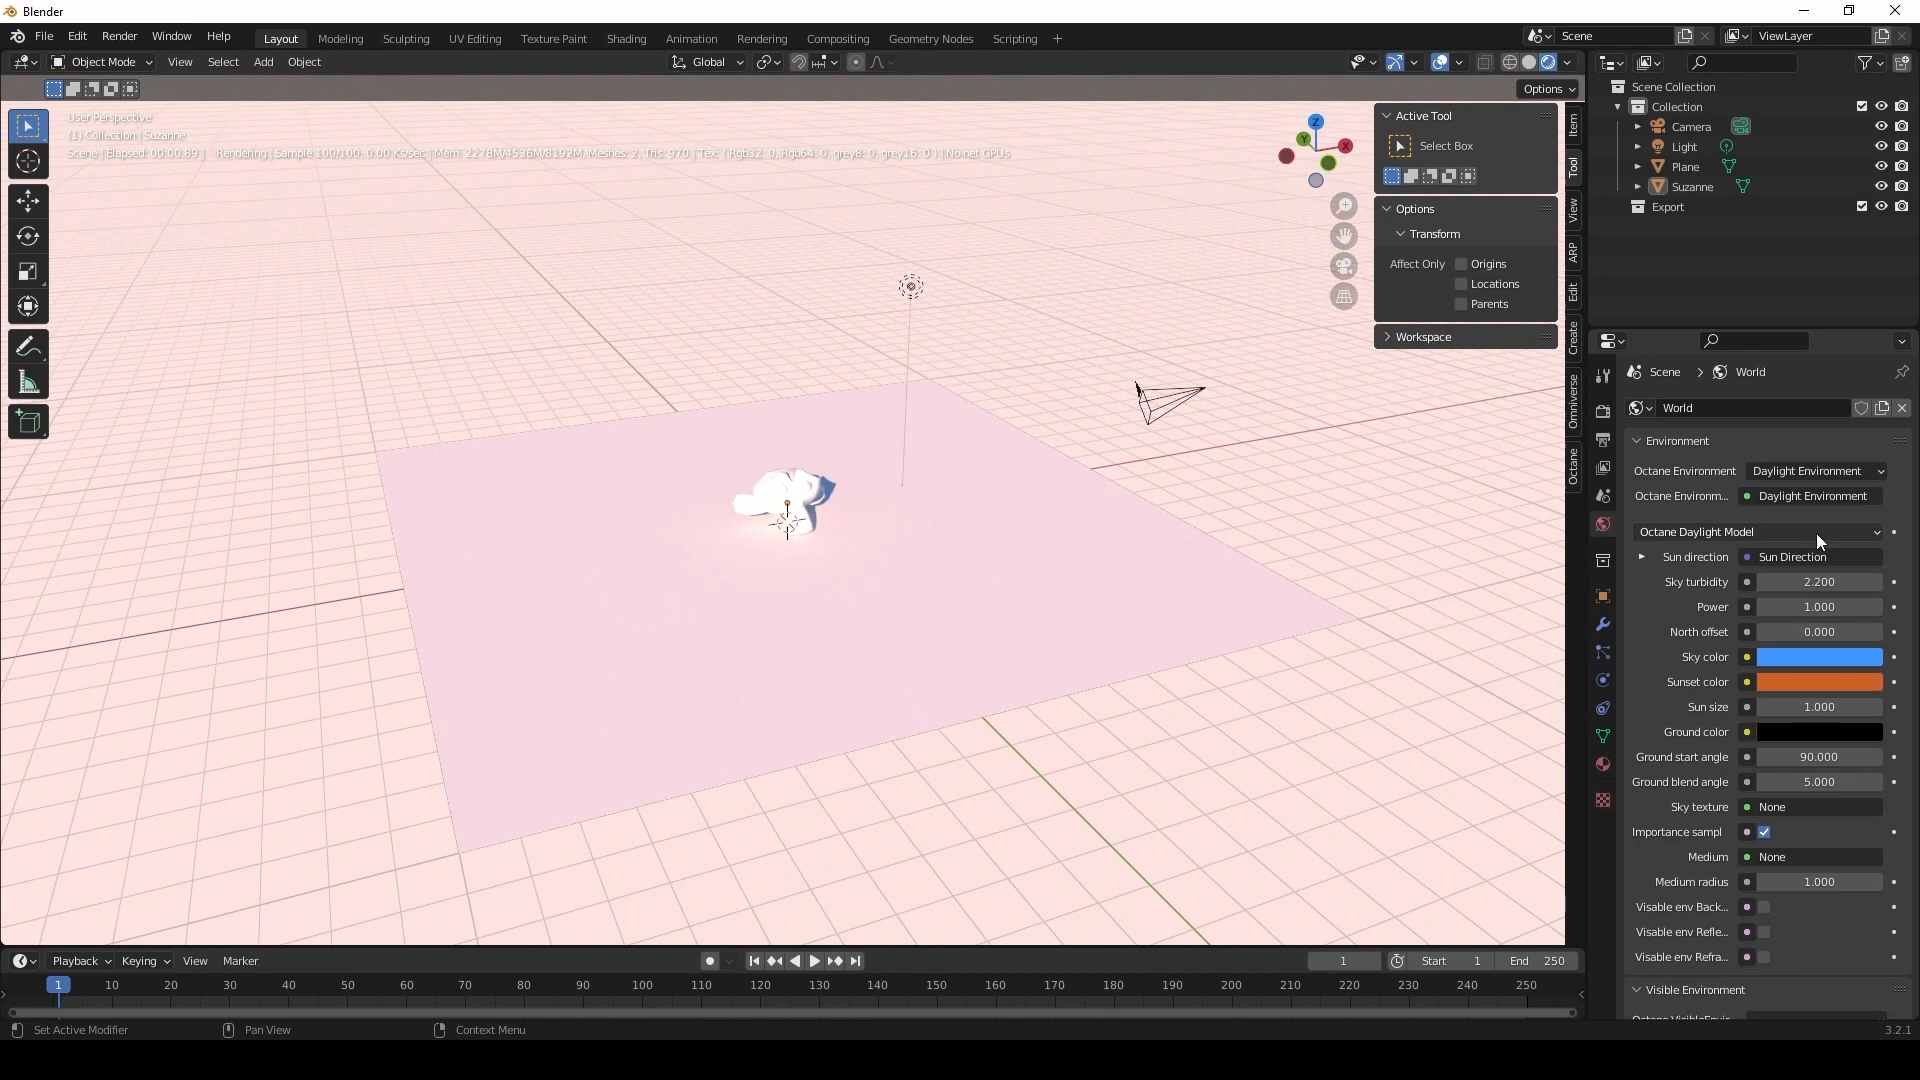 Blender
File Edit Render Window Help
Layout Modeling Sculpting UV Editing Texture Paint Shading Animation Rendering Compositing Geometry Nodes Scripting +
Scene
ViewLayer
Object Mode View Select Add Object
Global
Options
User Perspective
(1) Collection | Suzanne
Scene | Elapsed: 00:00:89 | - Rendering | Sample 100/100, 0.00 Ks/sec | Mem: 2278M/4536M/8192M, Meshes: 2, Tris: 970 | Tex: ( Rgb32: 0, Rgb64: 0, grey8: 0, grey16: 0 ) | No net GPUs
Z
Y
X
Active Tool
Select Box
Options
Transform
Affect Only Origins
Locations
Parents
Workspace
Item
Tool
View
ARP
Edit
Create
Omniverse
Octane
Scene Collection
Collection
Camera
Light
Plane
Suzanne
Export
Scene > World
World
Environment
Octane Environment Daylight Environment
Octane Environm... Daylight Environment
Octane Daylight Model
Sun direction Sun Direction
Sky turbidity 2.200
Power 1.000
North offset 0.000
Sky color
Sunset color
Sun size 1.000
Ground color
Ground start angle 90.000
Ground blend angle 5.000
Sky texture None
Importance sampl
Medium None
Medium radius 1.000
Visable env Back...
Visable env Refle...
Visable env Refra...
Visible Environment
Playback Keying View Marker
1
Start 1 End 250
1 10 20 30 40 50 60 70 80 90 100 110 120 130 140 150 160 170 180 190 200 210 220 230 240 250
Set Active Modifier Pan View Context Menu
3.2.1